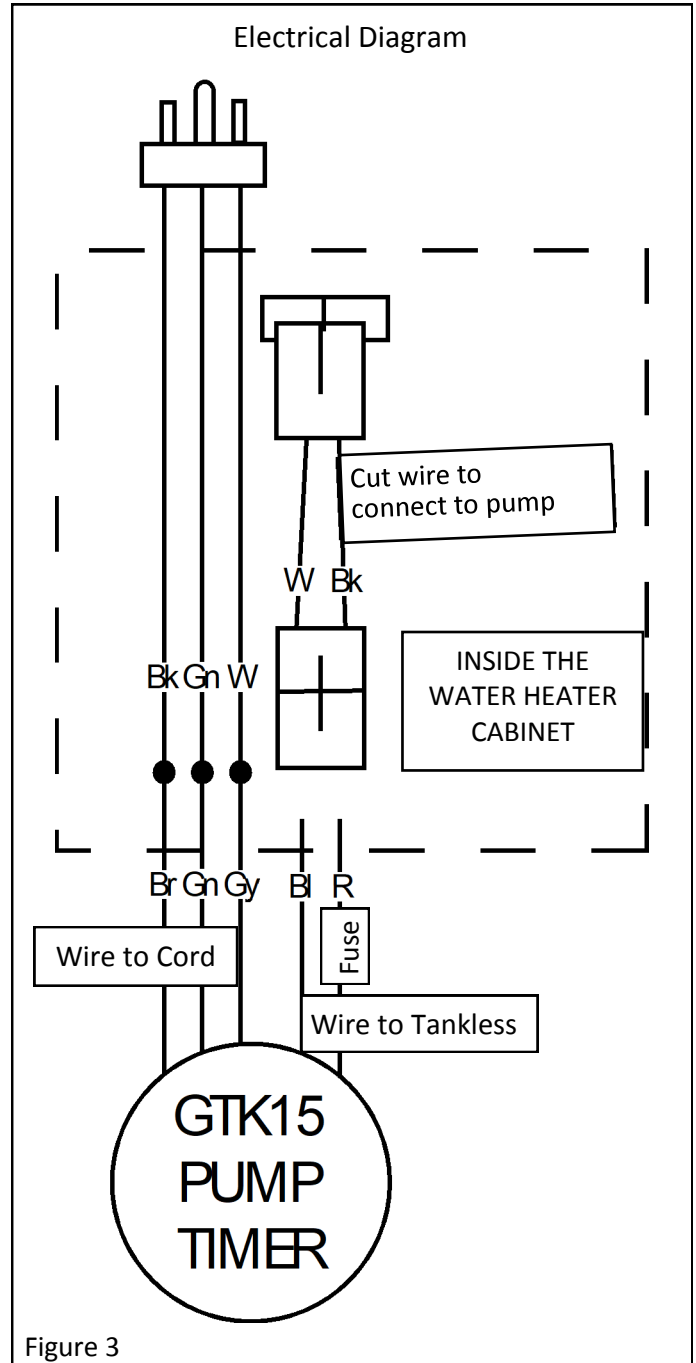 Electrical Diagram
Cut wire to
connect to pump
W Bk
Bk Gn W
INSIDE THE
WATER HEATER
CABINET
Br Gn Gy Bl R
Fuse
Wire to Cord
Wire to Tankless
GTK15
PUMP
TIMER
Figure 3